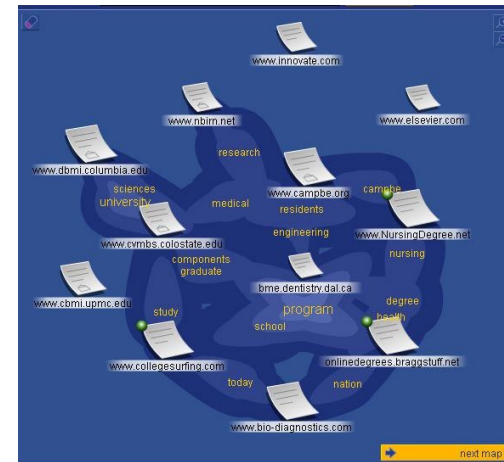 www.innovate.com
www.nbirn.net
www.elsevier.com
research
www.dbmi.columbia.edu
sciences
university
medical
www.campbe.org
campbe
residents
www.cvmbs.colostate.edu
engineering
www.NursingDegree.net
components
graduate
nursing
www.cbmi.upmc.edu
bme.dentistry.dal.ca
study
program
degree
health
school
www.collegesurfing.com
onlinedegrees.braggstuff.net
today
nation
www.bio-diagnostics.com
next map